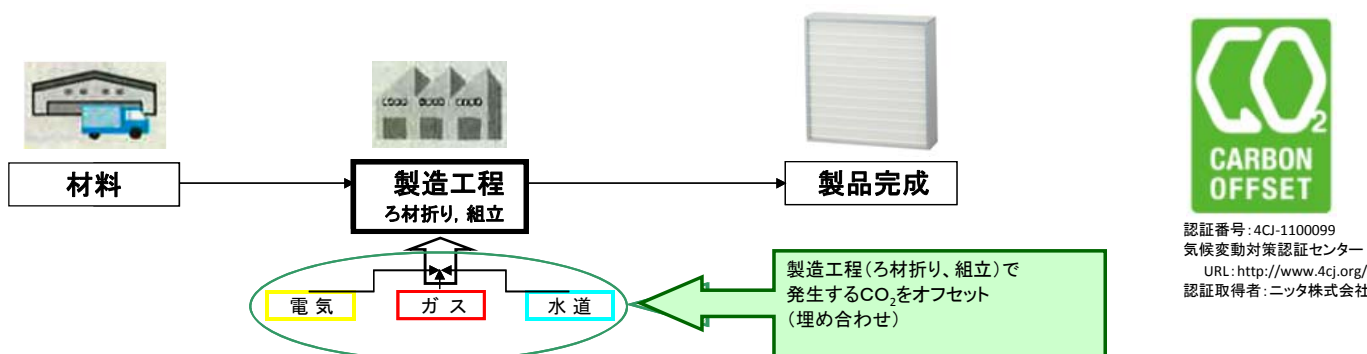 材料
製造工程
ろ材折り，組立
製品完成
電気
ガス
水道
製造工程（ろ材折り、組立）で
発生するCO2をオフセット
（埋め合わせ）
CO2
CARBON
OFFSET
認証番号：4CJ-1100099
気候変動対策認証センター
URL：http://www.4cj.org/
認証取得者：ニッタ株式会社